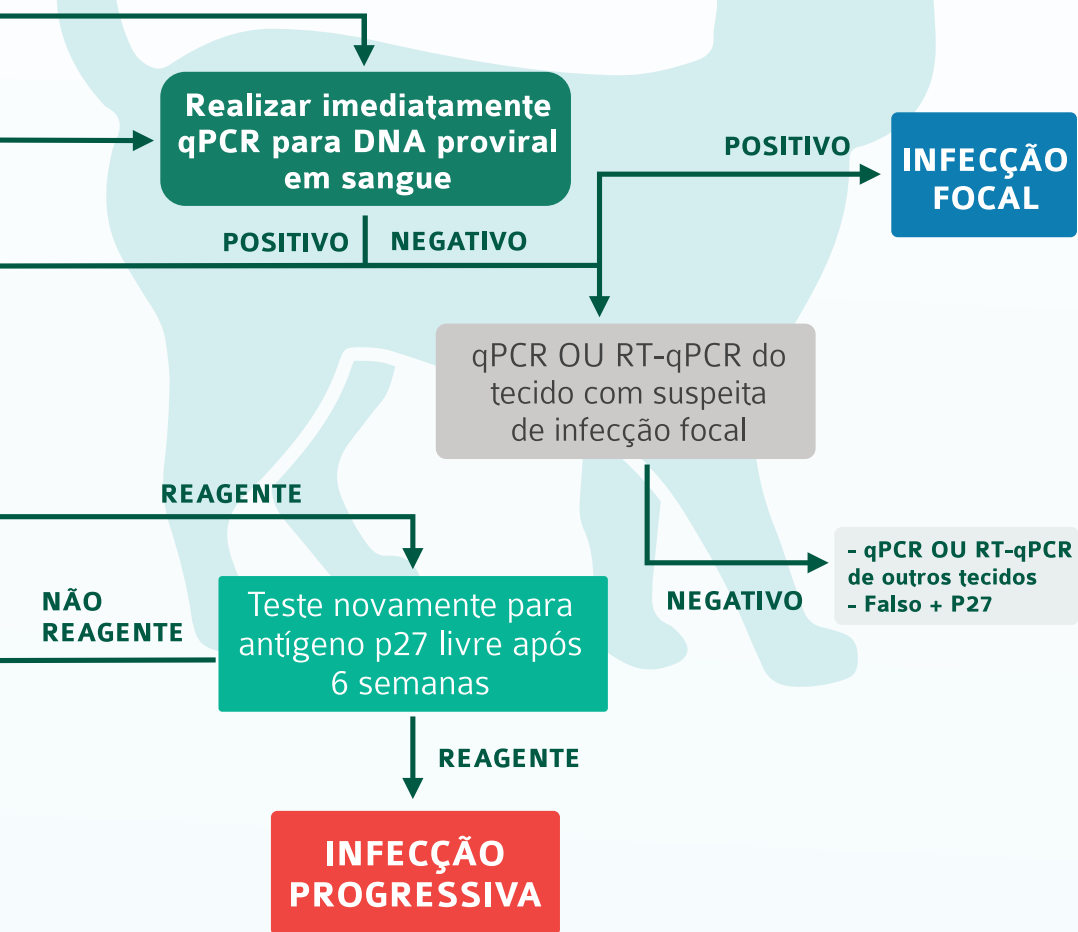 Realizar imediatamente
qPCR para DNA proviral
em sangue
POSITIVO
INFECÇÃO
FOCAL
POSITIVO
NEGATIVO
qPCR OU RT-qPCR do
tecido com suspeita
de infecção focal
REAGENTE
- qPCR OU RT-qPCR
de outros tecidos
- Falso + P27
NEGATIVO
NÃO
REAGENTE
Teste novamente para
antígeno p27 livre após
6 semanas
REAGENTE
INFECÇÃO
PROGRESSIVA